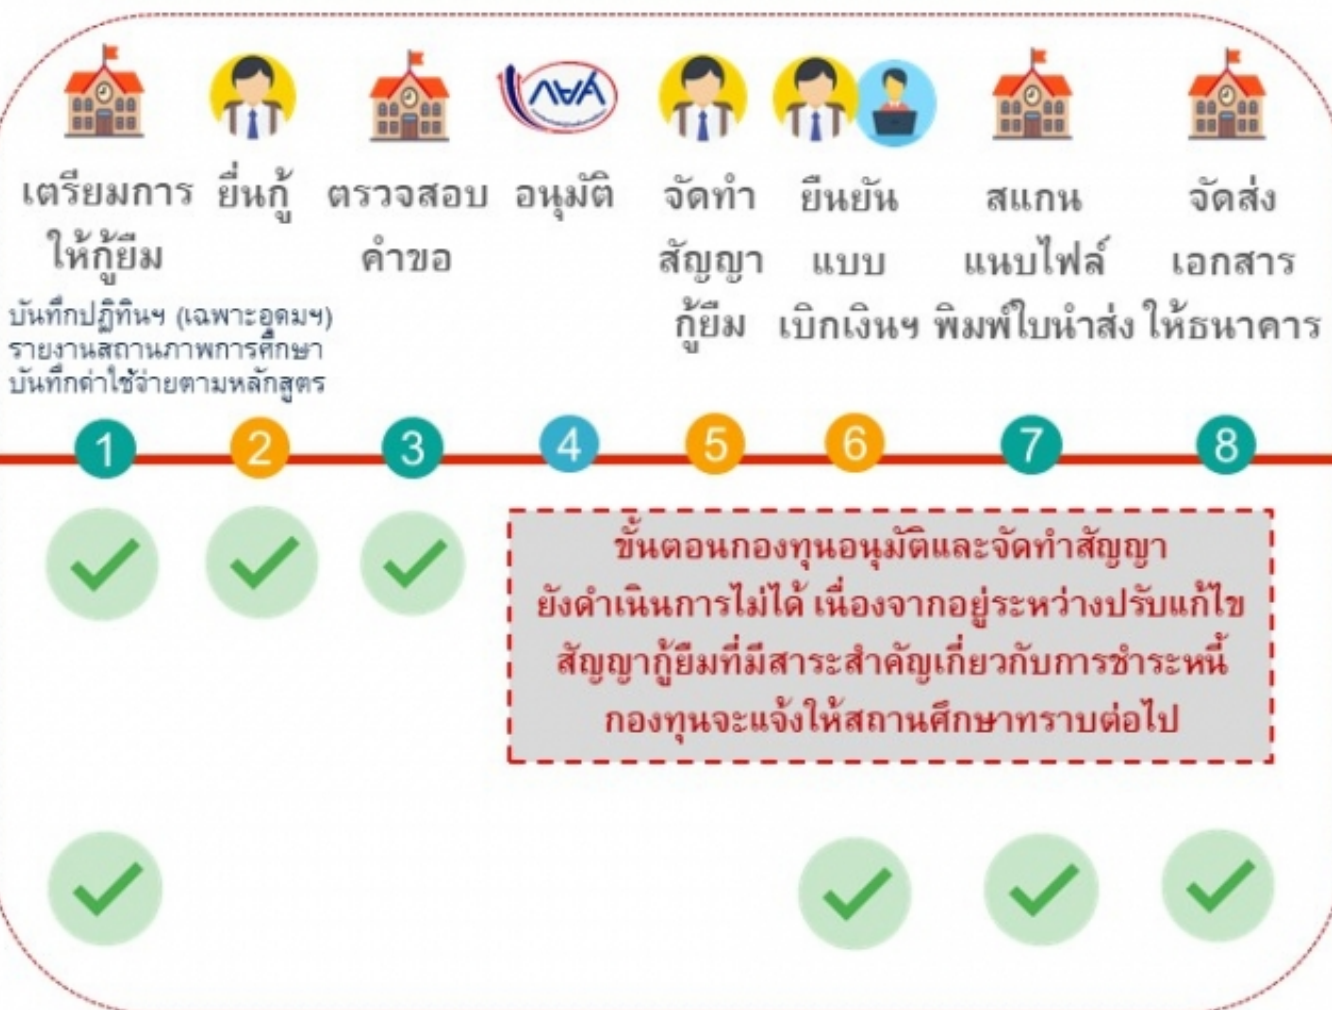 กยศ
เตรียมการ
ให้กู้ยืม
บันทึกปฏิทินฯ (เฉพาะอุดมฯ)
รายงานสถานภาพการศึกษา
บันทึกค่าใช้จ่ายตามหลักสูตร
ยื่นกู้
ตรวจสอบ
คำขอ
อนุมัติ
จัดทำ
สัญญา
กู้ยืม
ยืนยัน
แบบ
เบิกเงินฯ
สแกน
แนบไฟล์
พิมพ์ใบนำส่ง
จัดส่ง
เอกสาร
ให้ธนาคาร
1 2 3 4 5 6 7 8
ขั้นตอนกองทุนอนุมัติและจัดทำสัญญา
ยังดำเนินการไม่ได้ เนื่องจากอยู่ระหว่างปรับแก้ไข
สัญญากู้ยืมที่มีสาระสำคัญเกี่ยวกับการชำระหนี้
กองทุนจะแจ้งให้สถานศึกษาทราบต่อไป